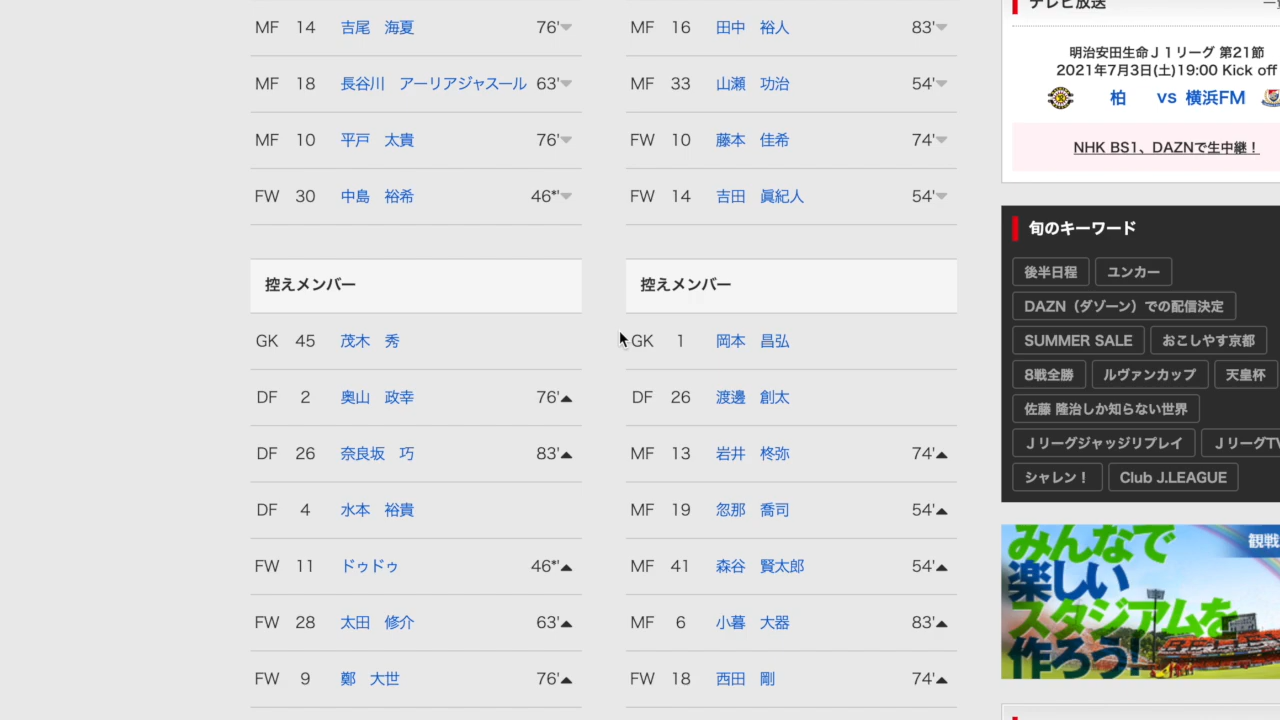 MF 14 吉尾 海夏 76'
MF 18 長谷川 アーリアジャスール 63'
MF 10 平戸 太貴 76'
FW 30 中島 裕希 46*'
控えメンバー
GK 45 茂木 秀
DF 2 奥山 政幸 76'
DF 26 奈良坂 巧 83'
DF 4 水本 裕貴
FW 11 ドゥドゥ 46*'
FW 28 太田 修介 63'
FW 9 鄭 大世 76'
MF 16 田中 裕人 83'
MF 33 山瀬 功治 54'
FW 10 藤本 佳希 74'
FW 14 吉田 眞紀人 54'
控えメンバー
GK 1 岡本 昌弘
DF 26 渡邊 創太
MF 13 岩井 柊弥 74'
MF 19 忽那 喬司 54'
MF 41 森谷 賢太郎 54'
MF 6 小暮 大器 83'
FW 18 西田 剛 74'
テレビ放送
明治安田生命Ｊ１リーグ 第21節
2021年7月3日(土)19:00 Kick off
柏 vs 横浜FM
NHK BS1、DAZNで生中継！
旬のキーワード
後半日程 ユンカー
DAZN（ダゾーン）での配信決定
SUMMER SALE おこしやす京都
8戦全勝 ルヴァンカップ 天皇杯
佐藤 隆治しか知らない世界
Ｊリーグジャッジリプレイ ＪリーグTV
シャレン！ Club J.LEAGUE
みんなで 観戦
楽しい
スタジアムを
作ろう!